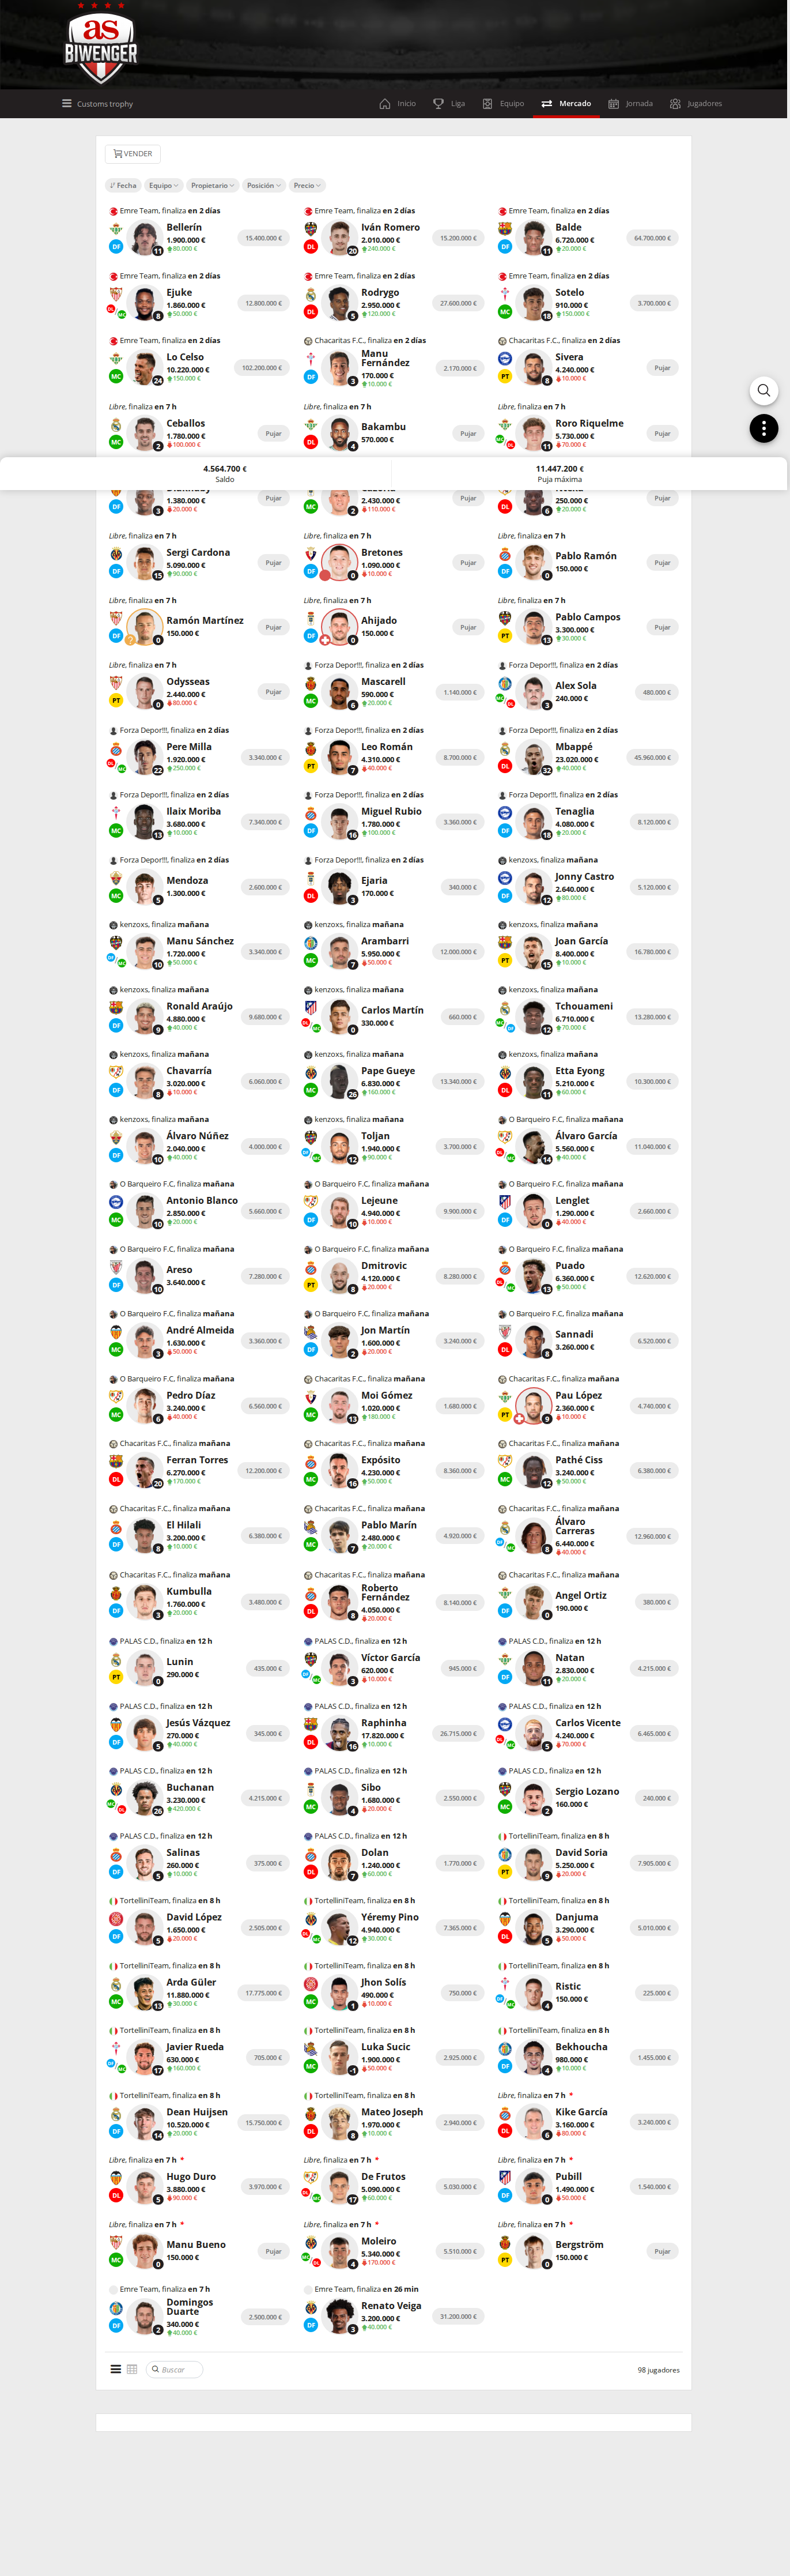 as
BIWENGER
Customs trophy
Inicio
Liga
Equipo
Mercado
Jornada
Jugadores
VENDER
Fecha
Equipo
Propietario
Posición
Precio
Emre Team, finaliza en 2 días
DF
Bellerín
1.900.000 €
80.000 €
11
15.400.000 €
Emre Team, finaliza en 2 días
DL
Iván Romero
2.010.000 €
240.000 €
20
15.200.000 €
Emre Team, finaliza en 2 días
DF
Balde
6.720.000 €
20.000 €
11
64.700.000 €
Emre Team, finaliza en 2 días
DL
MC
Ejuke
1.860.000 €
50.000 €
8
12.800.000 €
Emre Team, finaliza en 2 días
DL
Rodrygo
2.950.000 €
120.000 €
5
27.600.000 €
Emre Team, finaliza en 2 días
MC
Sotelo
910.000 €
150.000 €
18
3.700.000 €
Emre Team, finaliza en 2 días
MC
Lo Celso
10.220.000 €
150.000 €
24
102.200.000 €
Chacaritas F.C., finaliza en 2 días
DF
Manu
Fernández
170.000 €
10.000 €
3
2.170.000 €
Chacaritas F.C., finaliza en 2 días
PT
Sivera
4.240.000 €
10.000 €
8
Pujar
Libre, finaliza en 7 h
MC
Ceballos
1.780.000 €
100.000 €
2
Pujar
Libre, finaliza en 7 h
DL
Bakambu
570.000 €
4
Pujar
Libre, finaliza en 7 h
MC
DL
Roro Riquelme
5.730.000 €
70.000 €
11
Pujar
4.564.700 €
Saldo
11.447.200 €
Puja máxima
DF
1.380.000 €
20.000 €
3
Pujar
MC
2.430.000 €
110.000 €
2
Pujar
DL
250.000 €
20.000 €
6
Pujar
Libre, finaliza en 7 h
DF
Sergi Cardona
5.090.000 €
90.000 €
15
Pujar
Libre, finaliza en 7 h
DF
Bretones
1.090.000 €
10.000 €
0
Pujar
Libre, finaliza en 7 h
DF
Pablo Ramón
150.000 €
0
Pujar
Libre, finaliza en 7 h
DF
Ramón Martínez
150.000 €
?
0
Pujar
Libre, finaliza en 7 h
DF
Ahijado
150.000 €
0
Pujar
Libre, finaliza en 7 h
PT
Pablo Campos
3.300.000 €
30.000 €
13
Pujar
Libre, finaliza en 7 h
PT
Odysseas
2.440.000 €
80.000 €
0
Pujar
Forza Depor!!!, finaliza en 2 días
MC
Mascarell
590.000 €
20.000 €
6
1.140.000 €
Forza Depor!!!, finaliza en 2 días
MC
DL
Alex Sola
240.000 €
3
480.000 €
Forza Depor!!!, finaliza en 2 días
DL
MC
Pere Milla
1.920.000 €
250.000 €
22
3.340.000 €
Forza Depor!!!, finaliza en 2 días
PT
Leo Román
4.310.000 €
40.000 €
7
8.700.000 €
Forza Depor!!!, finaliza en 2 días
DL
Mbappé
23.020.000 €
40.000 €
32
45.960.000 €
Forza Depor!!!, finaliza en 2 días
MC
Ilaix Moriba
3.680.000 €
10.000 €
13
7.340.000 €
Forza Depor!!!, finaliza en 2 días
DF
Miguel Rubio
1.780.000 €
100.000 €
16
3.360.000 €
Forza Depor!!!, finaliza en 2 días
DF
Tenaglia
4.080.000 €
20.000 €
18
8.120.000 €
Forza Depor!!!, finaliza en 2 días
MC
Mendoza
1.300.000 €
5
2.600.000 €
Forza Depor!!!, finaliza en 2 días
DL
Ejaria
170.000 €
3
340.000 €
kenzoxs, finaliza mañana
DF
Jonny Castro
2.640.000 €
80.000 €
12
5.120.000 €
kenzoxs, finaliza mañana
DF
MC
Manu Sánchez
1.720.000 €
50.000 €
10
3.340.000 €
kenzoxs, finaliza mañana
MC
Arambarri
5.950.000 €
50.000 €
7
12.000.000 €
kenzoxs, finaliza mañana
PT
Joan García
8.400.000 €
10.000 €
15
16.780.000 €
kenzoxs, finaliza mañana
DF
Ronald Araújo
4.880.000 €
40.000 €
9
9.680.000 €
kenzoxs, finaliza mañana
DL
MC
Carlos Martín
330.000 €
0
660.000 €
kenzoxs, finaliza mañana
MC
DF
Tchouameni
6.710.000 €
70.000 €
12
13.280.000 €
kenzoxs, finaliza mañana
DF
Chavarría
3.020.000 €
10.000 €
8
6.060.000 €
kenzoxs, finaliza mañana
MC
Pape Gueye
6.830.000 €
160.000 €
26
13.340.000 €
kenzoxs, finaliza mañana
DL
Etta Eyong
5.210.000 €
60.000 €
11
10.300.000 €
kenzoxs, finaliza mañana
DF
Álvaro Núñez
2.040.000 €
40.000 €
10
4.000.000 €
kenzoxs, finaliza mañana
DF
MC
Toljan
1.940.000 €
90.000 €
12
3.700.000 €
O Barqueiro F.C, finaliza mañana
DL
MC
Álvaro García
5.560.000 €
40.000 €
14
11.040.000 €
O Barqueiro F.C, finaliza mañana
MC
Antonio Blanco
2.850.000 €
20.000 €
10
5.660.000 €
O Barqueiro F.C, finaliza mañana
DF
Lejeune
4.940.000 €
10.000 €
10
9.900.000 €
O Barqueiro F.C, finaliza mañana
DF
Lenglet
1.290.000 €
40.000 €
0
2.660.000 €
O Barqueiro F.C, finaliza mañana
DF
Areso
3.640.000 €
10
7.280.000 €
O Barqueiro F.C, finaliza mañana
PT
Dmitrovic
4.120.000 €
20.000 €
8
8.280.000 €
O Barqueiro F.C, finaliza mañana
DL
MC
Puado
6.360.000 €
50.000 €
13
12.620.000 €
O Barqueiro F.C, finaliza mañana
MC
André Almeida
1.630.000 €
50.000 €
3
3.360.000 €
O Barqueiro F.C, finaliza mañana
DF
Jon Martín
1.600.000 €
20.000 €
2
3.240.000 €
O Barqueiro F.C, finaliza mañana
DL
Sannadi
3.260.000 €
8
6.520.000 €
O Barqueiro F.C, finaliza mañana
MC
Pedro Díaz
3.240.000 €
40.000 €
6
6.560.000 €
Chacaritas F.C., finaliza mañana
MC
Moi Gómez
1.020.000 €
180.000 €
13
1.680.000 €
Chacaritas F.C., finaliza mañana
PT
Pau López
2.360.000 €
10.000 €
9
4.740.000 €
Chacaritas F.C., finaliza mañana
DL
Ferran Torres
6.270.000 €
170.000 €
20
12.200.000 €
Chacaritas F.C., finaliza mañana
MC
Expósito
4.230.000 €
50.000 €
16
8.360.000 €
Chacaritas F.C., finaliza mañana
MC
Pathé Ciss
3.240.000 €
50.000 €
12
6.380.000 €
Chacaritas F.C., finaliza mañana
DF
El Hilali
3.200.000 €
10.000 €
8
6.380.000 €
Chacaritas F.C., finaliza mañana
MC
Pablo Marín
2.480.000 €
20.000 €
7
4.920.000 €
Chacaritas F.C., finaliza mañana
DF
MC
Álvaro
Carreras
6.440.000 €
40.000 €
8
12.960.000 €
Chacaritas F.C., finaliza mañana
DF
Kumbulla
1.760.000 €
20.000 €
3
3.480.000 €
Chacaritas F.C., finaliza mañana
DL
Roberto
Fernández
4.050.000 €
20.000 €
8
8.140.000 €
Chacaritas F.C., finaliza mañana
DF
Angel Ortiz
190.000 €
0
380.000 €
PALAS C.D., finaliza en 12 h
PT
Lunin
290.000 €
0
435.000 €
PALAS C.D., finaliza en 12 h
DF
MC
Víctor García
620.000 €
10.000 €
3
945.000 €
PALAS C.D., finaliza en 12 h
DF
Natan
2.830.000 €
20.000 €
11
4.215.000 €
PALAS C.D., finaliza en 12 h
DF
Jesús Vázquez
270.000 €
40.000 €
5
345.000 €
PALAS C.D., finaliza en 12 h
DL
Raphinha
17.820.000 €
10.000 €
16
26.715.000 €
PALAS C.D., finaliza en 12 h
DL
MC
Carlos Vicente
4.240.000 €
70.000 €
5
6.465.000 €
PALAS C.D., finaliza en 12 h
MC
DL
Buchanan
3.230.000 €
420.000 €
26
4.215.000 €
PALAS C.D., finaliza en 12 h
MC
Sibo
1.680.000 €
20.000 €
4
2.550.000 €
PALAS C.D., finaliza en 12 h
MC
Sergio Lozano
160.000 €
2
240.000 €
PALAS C.D., finaliza en 12 h
DF
Salinas
260.000 €
10.000 €
5
375.000 €
PALAS C.D., finaliza en 12 h
DL
Dolan
1.240.000 €
60.000 €
7
1.770.000 €
TortelliniTeam, finaliza en 8 h
PT
David Soria
5.250.000 €
20.000 €
9
7.905.000 €
TortelliniTeam, finaliza en 8 h
DF
David López
1.650.000 €
20.000 €
5
2.505.000 €
TortelliniTeam, finaliza en 8 h
DL
MC
Yéremy Pino
4.940.000 €
30.000 €
12
7.365.000 €
TortelliniTeam, finaliza en 8 h
DL
Danjuma
3.290.000 €
50.000 €
5
5.010.000 €
TortelliniTeam, finaliza en 8 h
MC
Arda Güler
11.880.000 €
30.000 €
13
17.775.000 €
TortelliniTeam, finaliza en 8 h
MC
Jhon Solís
490.000 €
10.000 €
1
750.000 €
TortelliniTeam, finaliza en 8 h
DF
MC
Ristic
150.000 €
4
225.000 €
TortelliniTeam, finaliza en 8 h
DF
MC
Javier Rueda
630.000 €
160.000 €
17
705.000 €
TortelliniTeam, finaliza en 8 h
MC
Luka Sucic
1.900.000 €
50.000 €
-1
2.925.000 €
TortelliniTeam, finaliza en 8 h
DF
Bekhoucha
980.000 €
10.000 €
4
1.455.000 €
TortelliniTeam, finaliza en 8 h
DF
Dean Huijsen
10.520.000 €
20.000 €
14
15.750.000 €
TortelliniTeam, finaliza en 8 h
DL
Mateo Joseph
1.970.000 €
10.000 €
8
2.940.000 €
Libre, finaliza en 7 h *
DL
Kike García
3.160.000 €
80.000 €
6
3.240.000 €
Libre, finaliza en 7 h *
DL
Hugo Duro
3.880.000 €
90.000 €
5
3.970.000 €
Libre, finaliza en 7 h *
DL
MC
De Frutos
5.090.000 €
60.000 €
17
5.030.000 €
Libre, finaliza en 7 h *
DF
Pubill
1.490.000 €
50.000 €
0
1.540.000 €
Libre, finaliza en 7 h *
MC
Manu Bueno
150.000 €
0
Pujar
Libre, finaliza en 7 h *
MC
DL
Moleiro
5.340.000 €
170.000 €
4
5.510.000 €
Libre, finaliza en 7 h *
PT
Bergström
150.000 €
0
Pujar
Emre Team, finaliza en 7 h
DF
Domingos
Duarte
340.000 €
40.000 €
2
2.500.000 €
Emre Team, finaliza en 26 min
DF
Renato Veiga
3.200.000 €
40.000 €
3
31.200.000 €
Buscar
98 jugadores